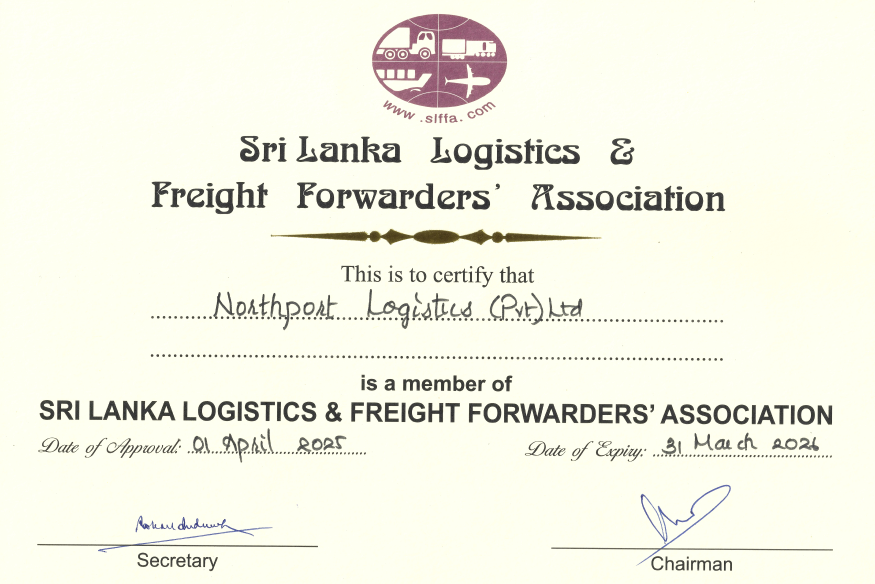 www.slffa.com
Sri Lanka Logistics &
Freight Forwarders' Association
This is to certify that
Northport Logistics (Pvt) Ltd
is a member of
SRI LANKA LOGISTICS & FREIGHT FORWARDERS' ASSOCIATION
Date of Approval: 01 April 2025 Date of Expiry: 31 March 2026
Secretary Chairman